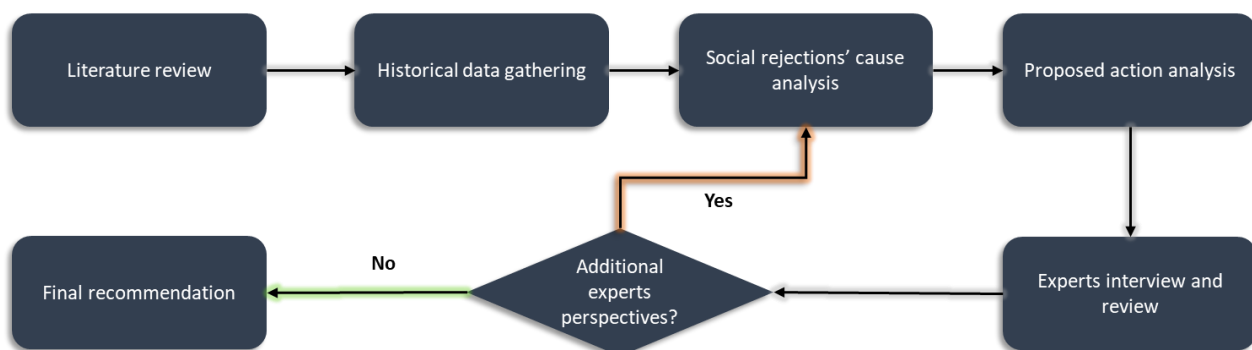 Literature review
Historical data gathering
Social rejections’ cause
analysis
Proposed action analysis
Yes
No
Final recommendation
Additional
experts
perspectives?
Experts interview and
review